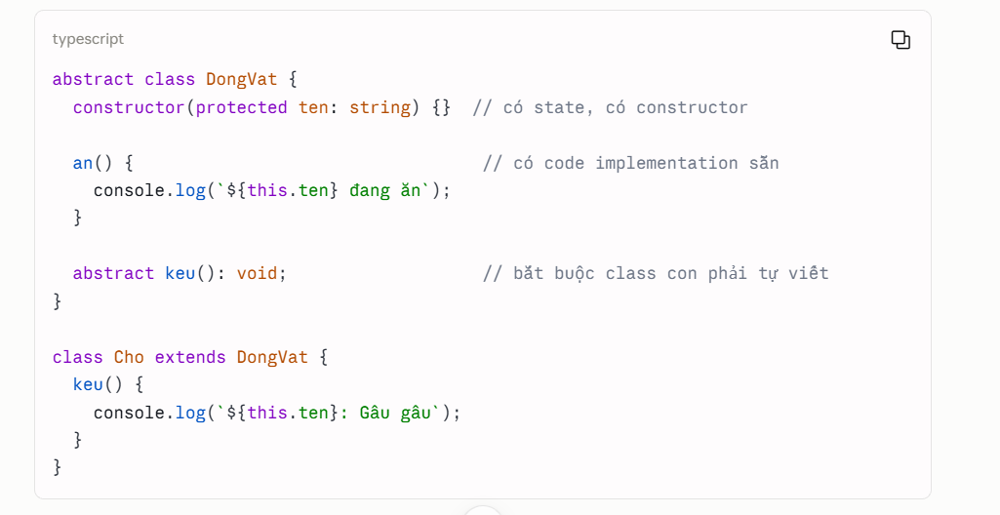 typescript
abstract class DongVat {
constructor(protected ten: string) {}  // có state, có constructor
an() {                                  // có code implementation sẵn
console.log(`${this.ten} đang ăn`);
}
abstract keu(): void;                   // bắt buộc class con phải tự viết
}
class Cho extends DongVat {
keu() {
console.log(`${this.ten}: Gâu gâu`);
}
}